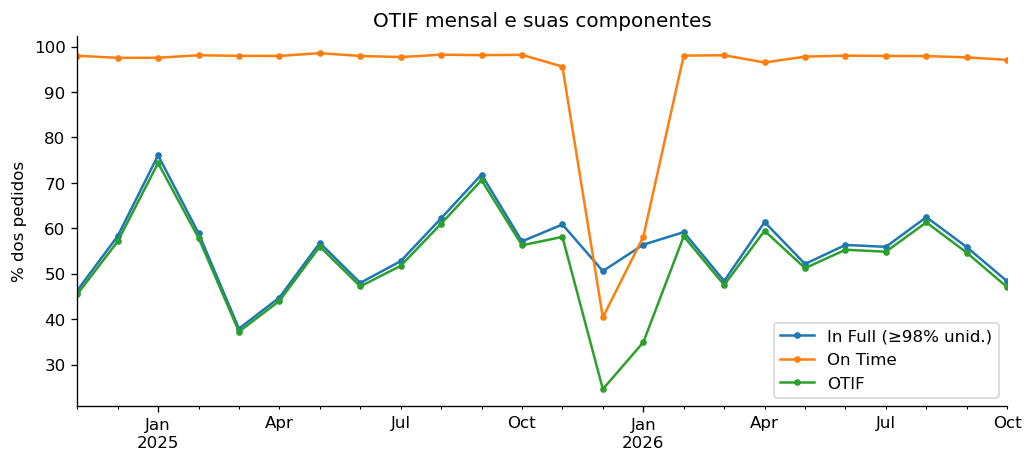 OTIF mensal e suas componentes
% dos pedidos
100
90
80
70
60
50
40
30
Jan
2025
Apr
Jul
Oct
Jan
2026
Apr
Jul
Oct
In Full (≥98% unid.)
On Time
OTIF